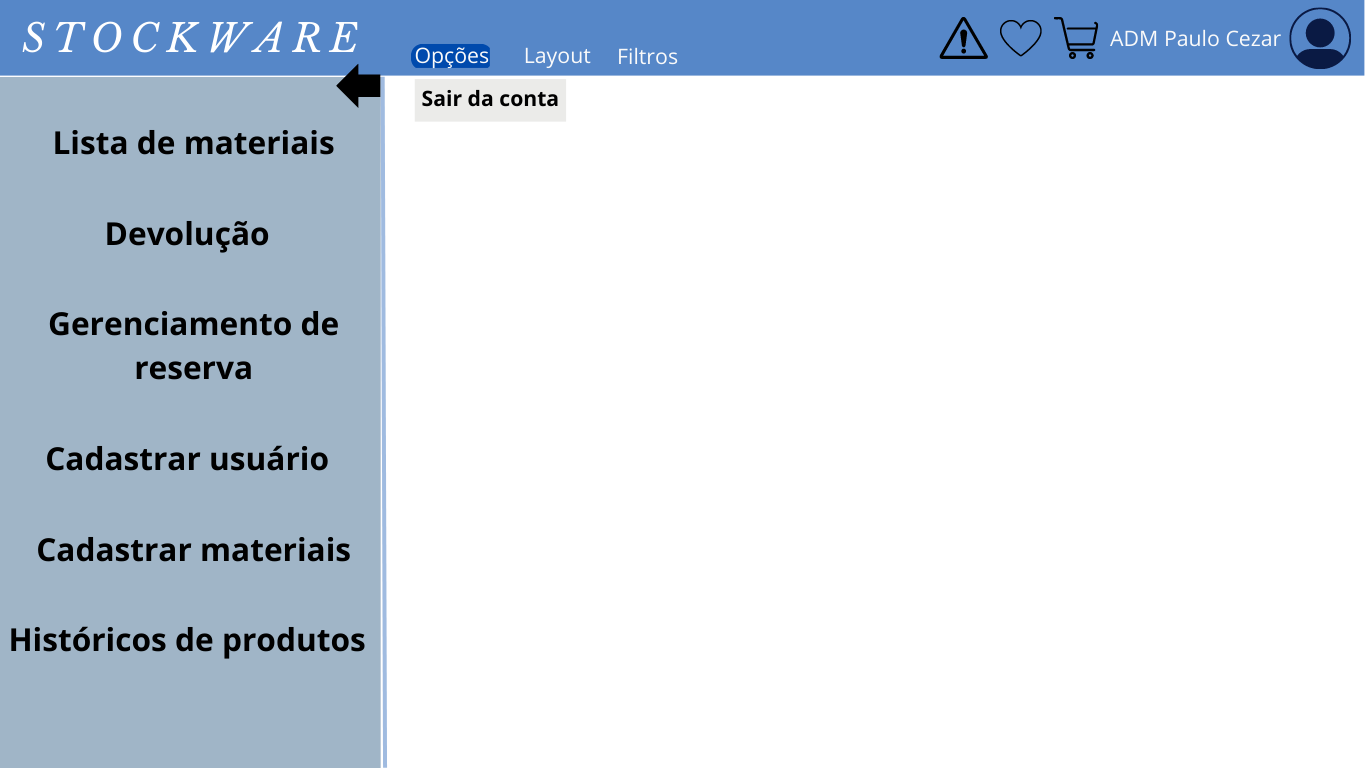 STOCKWARE
Opções
Layout
Filtros
ADM Paulo Cezar
Sair da conta
Lista de materiais
Devolução
Gerenciamento de
reserva
Cadastrar usuário
Cadastrar materiais
Históricos de produtos